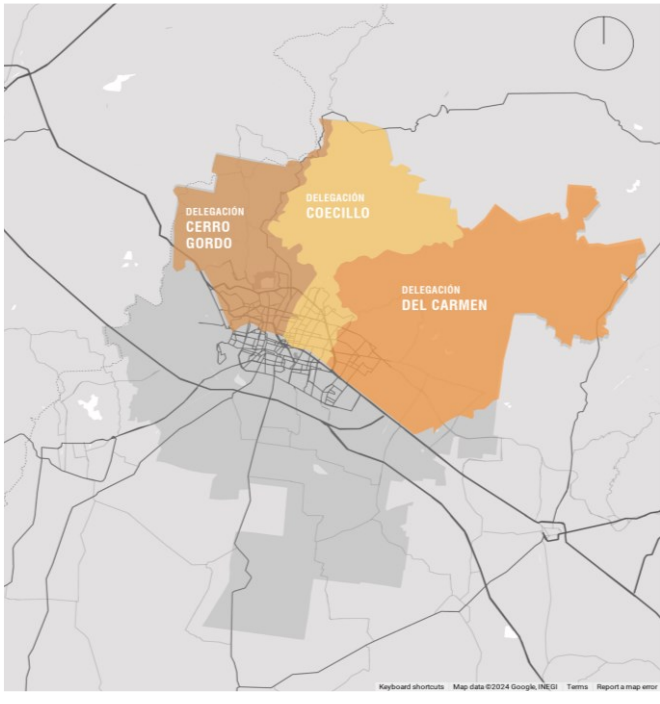 DELEGACIÓN
COECILLO
DELEGACIÓN
CERRO
GORDO
DELEGACIÓN
DEL CARMEN
Keyboard shortcuts Map data ©2024 Google, INEGI Terms Report a map error